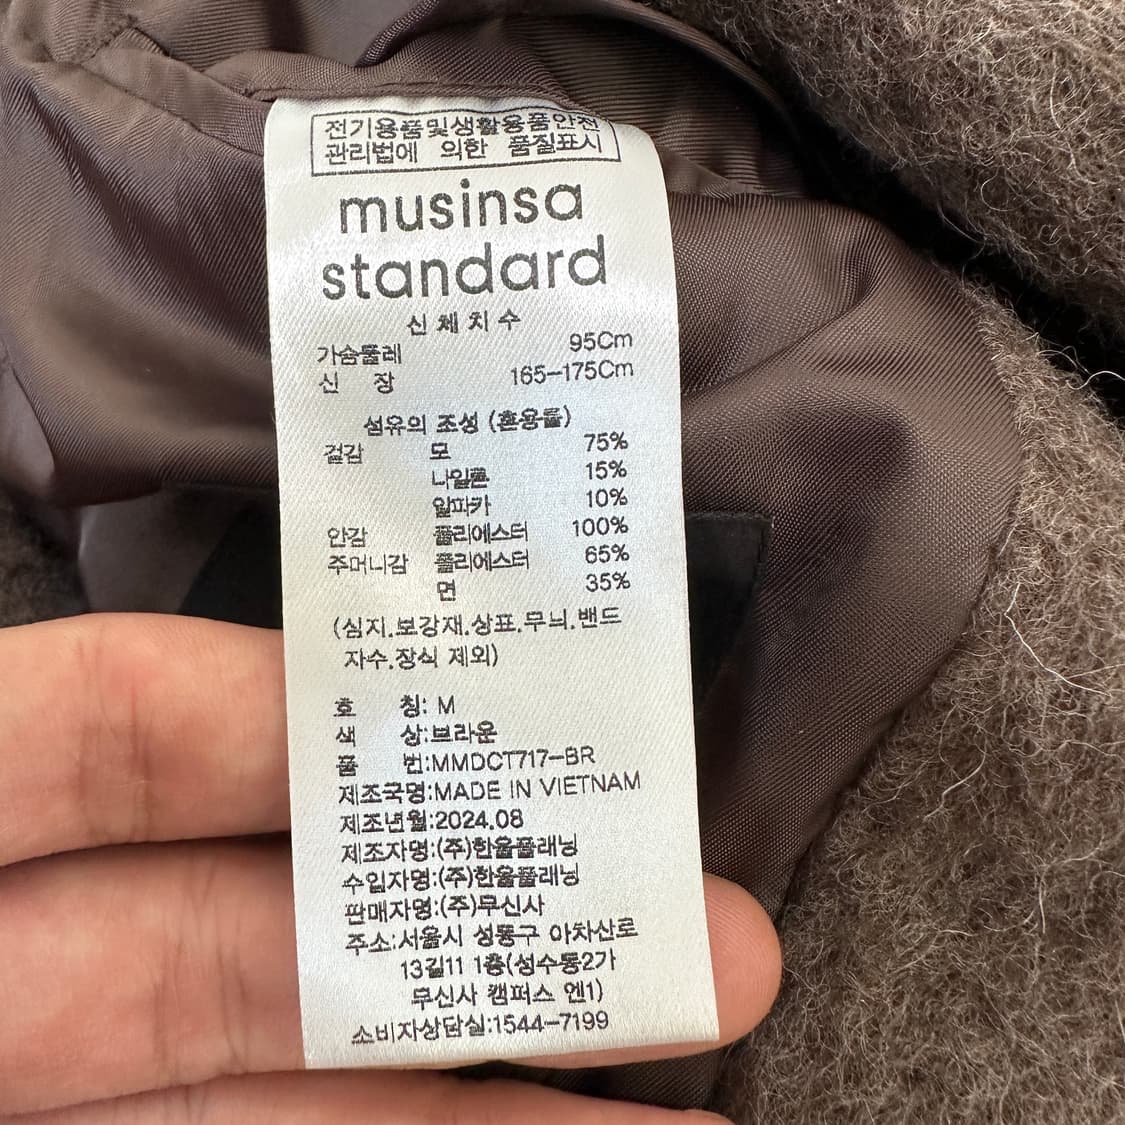 전기용품및생활용품안전
관리법에 의한 품질표시
musinsa
standard
신체치수
가슴둘레 95Cm
신 장 165-175Cm
섬유의 조성 (혼용률)
겉감 모 75%
나일론 15%
알파카 10%
안감 폴리에스터 100%
주머니감 폴리에스터 65%
면 35%
(심지.보강재.상표.무늬.밴드
자수.장식 제외)
호 칭: M
색 상:브라운
품 번:MMDCT717-BR
제조국명:MADE IN VIETNAM
제조년월:2024.08
제조자명:(주)한울플래닝
수입자명:(주)한울플래닝
판매자명:(주)무신사
주소:서울시 성동구 아차산로
13길11 1층(성수동2가
무신사 캠퍼스 엔1)
소비자상담실:1544-7199